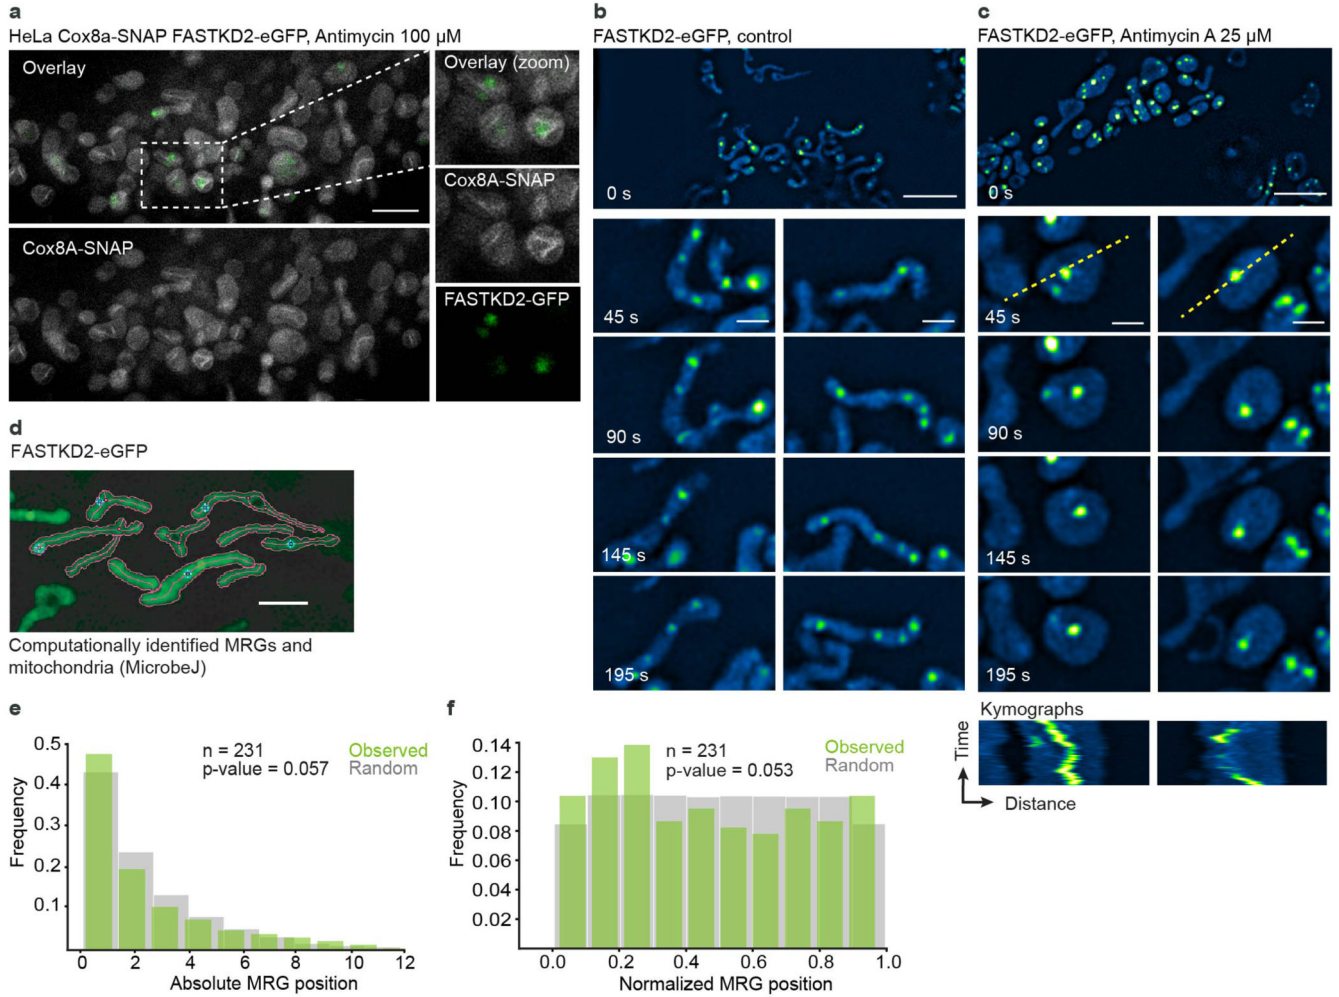 a
HeLa Cox8a-SNAP FASTKD2-eGFP, Antimycin 100 µM
Overlay
Overlay (zoom)
Cox8A-SNAP
Cox8A-SNAP
FASTKD2-GFP
b
FASTKD2-eGFP, control
0 s
45 s
90 s
145 s
195 s
c
FASTKD2-eGFP, Antimycin A 25 µM
0 s
45 s
90 s
145 s
195 s
Kymographs
Time
Distance
d
FASTKD2-eGFP
Computationally identified MRGs and
mitochondria (MicrobeJ)
e
n = 231
p-value = 0.057
Observed
Random
Frequency
0.5
0.4
0.3
0.2
0.1
0 2 4 6 8 10 12
Absolute MRG position
f
n = 231
p-value = 0.053
Observed
Random
Frequency
0.14
0.12
0.10
0.08
0.06
0.04
0.02
0.0 0.2 0.4 0.6 0.8 1.0
Normalized MRG position